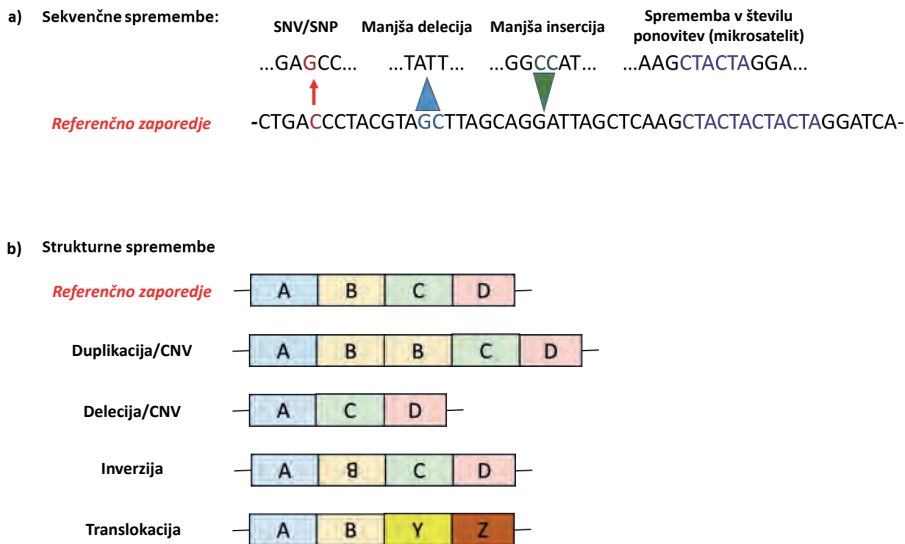 a) Sekvenčne spremembe:
SNV/SNP
Manjša delecija
Manjša insercija
Sprememba v številu
ponovitev (mikrosatelit)
...GAGCC...
...TATT...
...GGCCAT...
...AAGCTACTAGGA...
Referenčno zaporedje
-CTGACCCTACGTAGCTTAGCAGGATTAGCTCAAGCTACTACTACTAGGATCA-
b) Strukturne spremembe
Referenčno zaporedje
A B C D
Duplikacija/CNV
A B B C D
Delecija/CNV
A C D
Inverzija
A B C D
Translokacija
A B Y Z